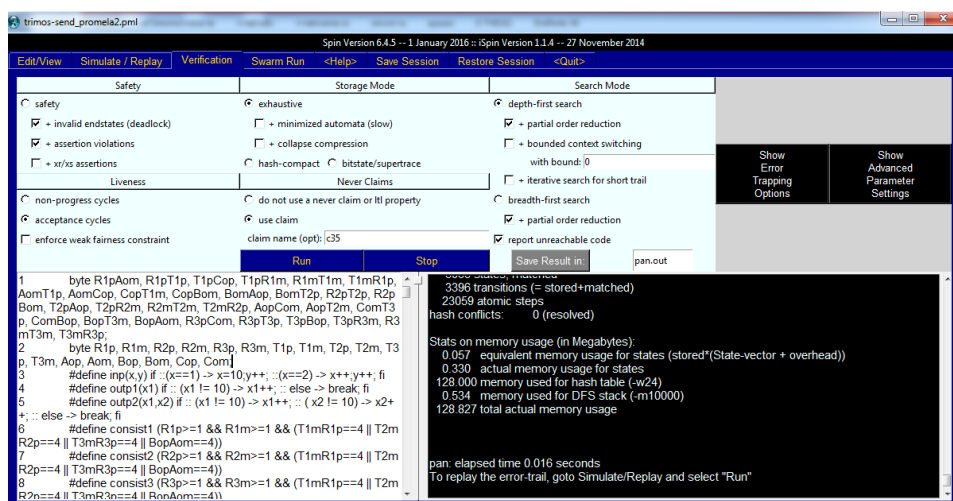 trimos-send_promela2.pml
Spin Version 6.4.5 -- 1 January 2016 :: iSpin Version 1.1.4 -- 27 November 2014
Edit/View Simulate / Replay Verification Swarm Run <Help> Save Session Restore Session <Quit>
Safety Storage Mode Search Mode
safety exhaustive depth-first search
+ invalid endstates (deadlock) + minimized automata (slow) + partial order reduction
+ assertion violations + collapse compression + bounded context switching
+ xr/xs assertions hash-compact bitstate/supertrace with bound: 0
Liveness Never Claims + iterative search for short trail
non-progress cycles do not use a never claim or ltl property breadth-first search
acceptance cycles use claim + partial order reduction
enforce weak fairness constraint claim name (opt): c35 report unreachable code
Run Stop Save Result in: pan.out
Show
Error
Trapping
Options
Show
Advanced
Parameter
Settings
1 byte R1pAom, R1pT1p, T1pCop, T1pR1m, R1mT1m, T1mR1p,
AomT1p, AomCop, CopT1m, CopBom, BomAop, BomT2p, R2pT2p, R2p
Bom, T2pAop, T2pR2m, R2mT2m, T2mR2p, AopCom, AopT2m, ComT3
p, ComBop, BopT3m, BopAom, R3pCom, R3pT3p, T3pBop, T3pR3m, R3
mT3m, T3mR3p;
2 byte R1p, R1m, R2p, R2m, R3p, R3m, T1p, T1m, T2p, T2m, T3
p, T3m, Aop, Aom, Bop, Bom, Cop, Com;
3 #define inp(x,y) if ::(x==1) -> x=10;y++; ::(x==2) -> x++;y++; fi
4 #define outp1(x1) if :: (x1 != 10) -> x1++; :: else -> break; fi
5 #define outp2(x1,x2) if :: (x1 != 10) -> x1++; :: ( x2 != 10) -> x2+
+; :: else -> break; fi
6 #define consist1 (R1p>=1 && R1m>=1 && (T1mR1p==4 || T2m
R2p==4 || T3mR3p==4 || BopAom==4))
7 #define consist2 (R2p>=1 && R2m>=1 && (T1mR1p==4 || T2m
R2p==4 || T3mR3p==4 || BopAom==4))
8 #define consist3 (R3p>=1 && R3m>=1 && (T1mR1p==4 || T2m
R2p==4 || T3mR3p==4 || BopAom==4))
states, matched
3396 transitions (= stored+matched)
23059 atomic steps
hash conflicts: 0 (resolved)
Stats on memory usage (in Megabytes):
0.057 equivalent memory usage for states (stored*(State-vector + overhead))
0.330 actual memory usage for states
128.000 memory used for hash table (-w24)
0.534 memory used for DFS stack (-m10000)
128.827 total actual memory usage
pan: elapsed time 0.016 seconds
To replay the error-trail, goto Simulate/Replay and select "Run"